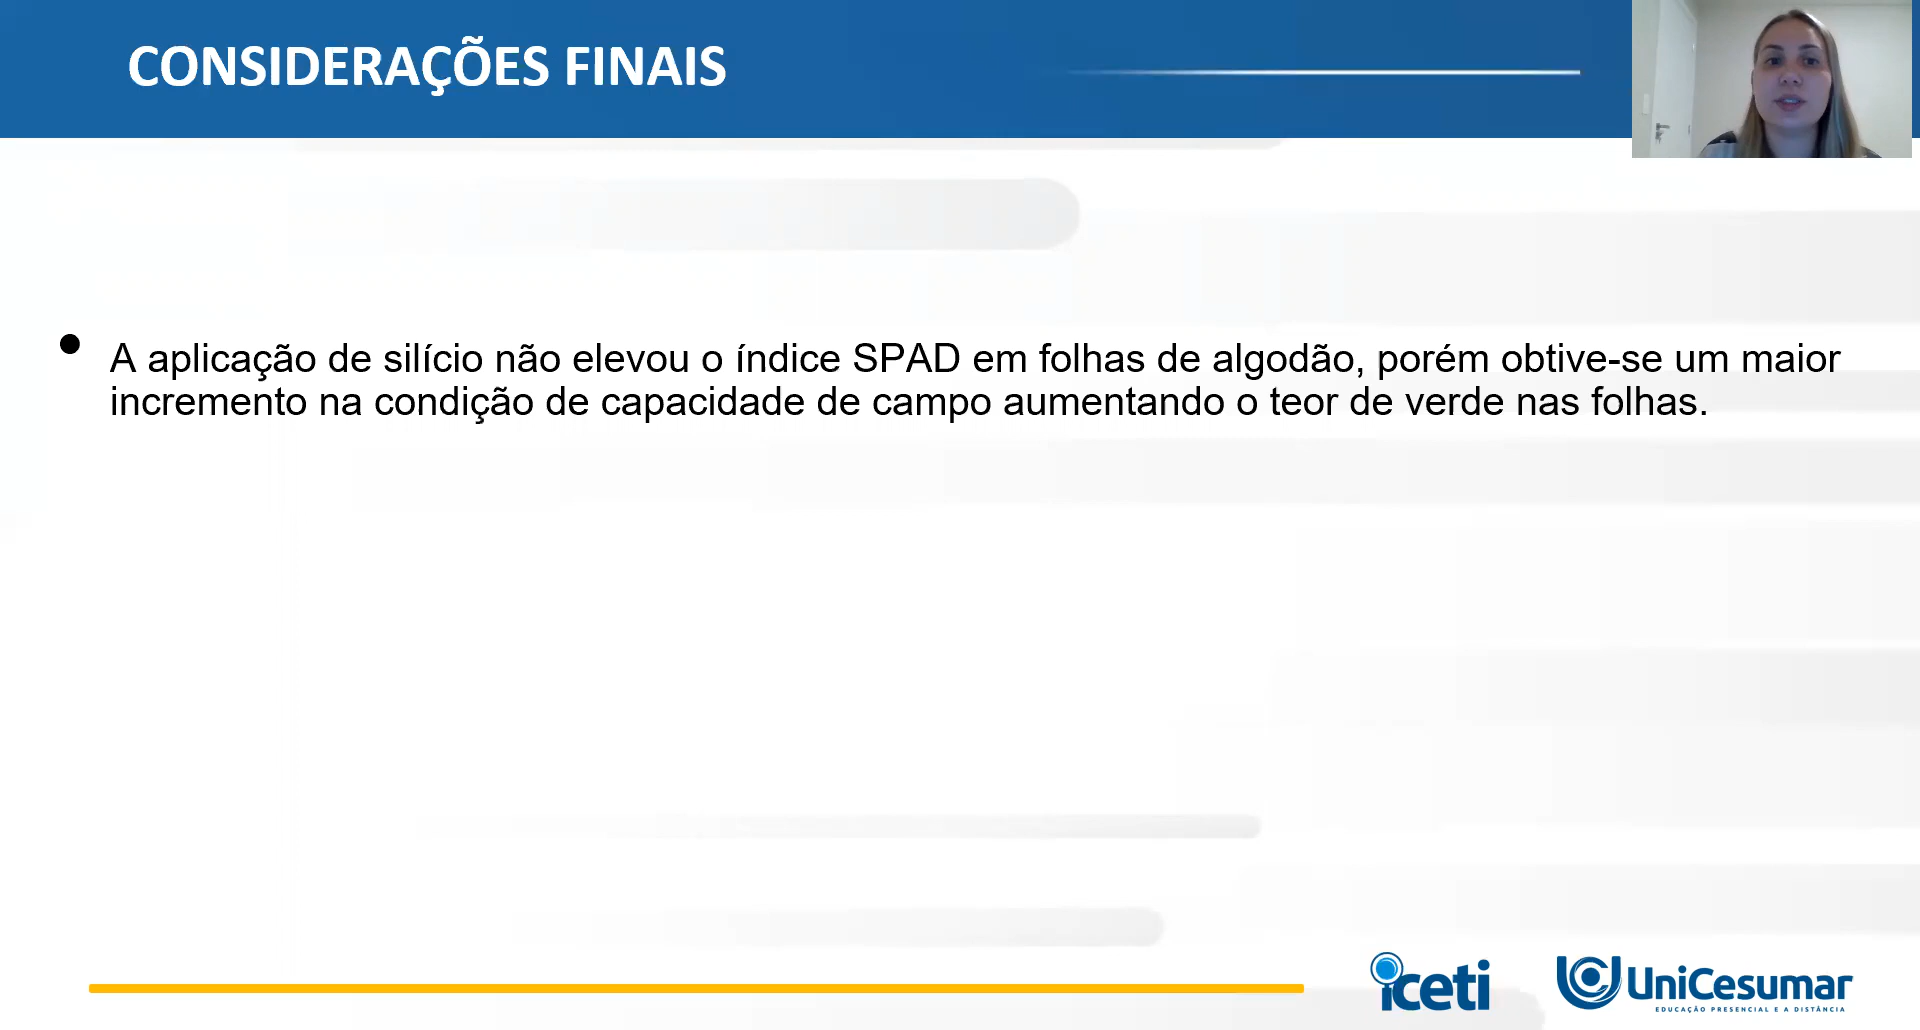 CONSIDERAÇÕES FINAIS
• A aplicação de silício não elevou o índice SPAD em folhas de algodão, porém obtive-se um maior
incremento na condição de capacidade de campo aumentando o teor de verde nas folhas.
iceti
UniCesumar
EDUCAÇÃO PRESENCIAL E A DISTÂNCIA